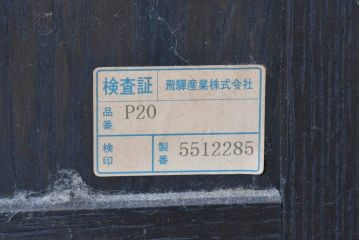 検査証 飛騨産業株式会社
品番 P20
検印 製番 5512285